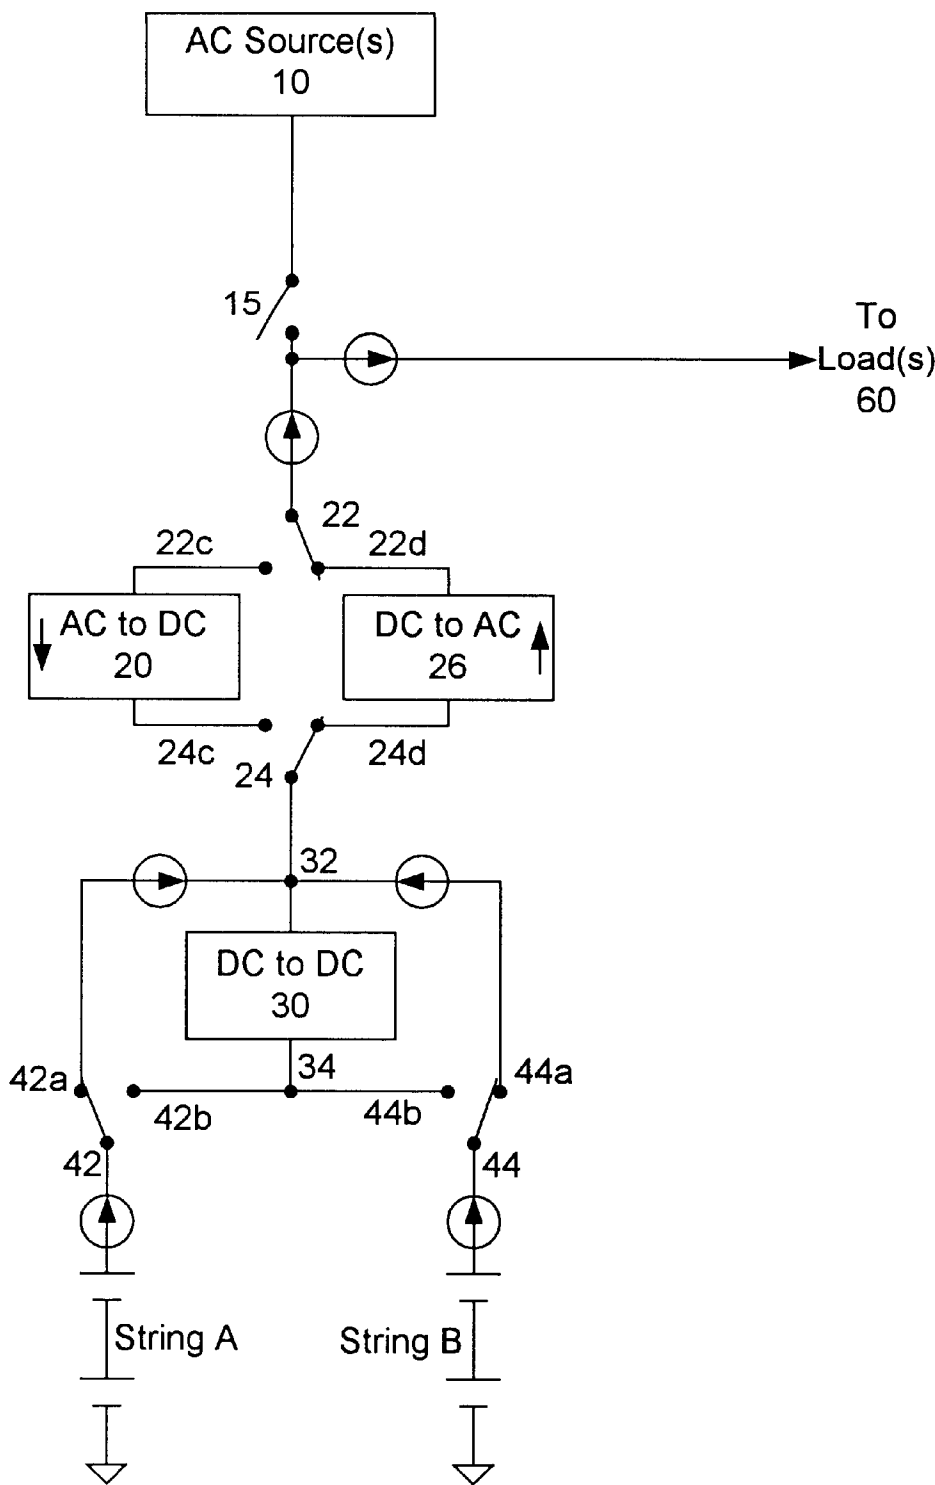 AC Source(s)
10
15
To
Load(s)
60
22
22c
22d
AC to DC
20
DC to AC
26
24c
24d
24
32
DC to DC
30
34
42a
44a
42b
44b
42
44
String A
String B